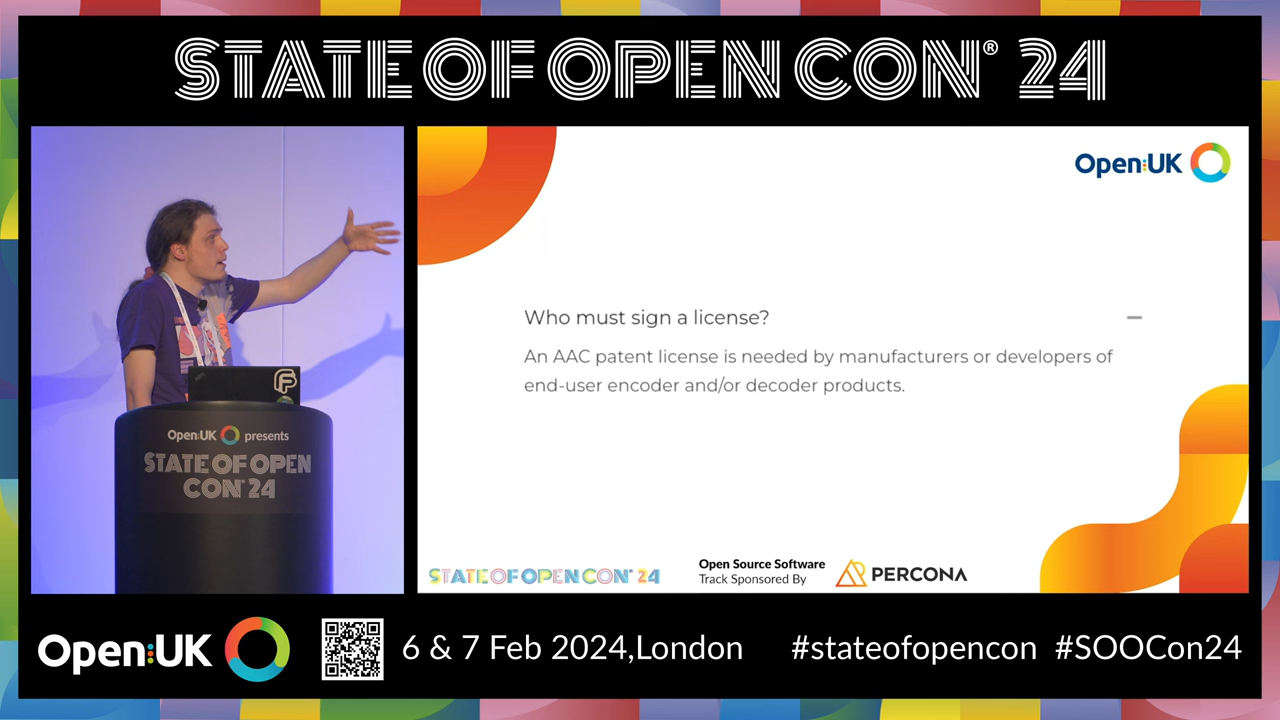 STATE OF OPEN CON® 24
Open:UK
Who must sign a license?
An AAC patent license is needed by manufacturers or developers of
end-user encoder and/or decoder products.
Open:UK presents
STATE OF OPEN
CON® 24
STATE OF OPEN CON® 24
Open Source Software
Track Sponsored By
PERCONA
Open:UK
6 & 7 Feb 2024,London
#stateofopencon #SOOCon24